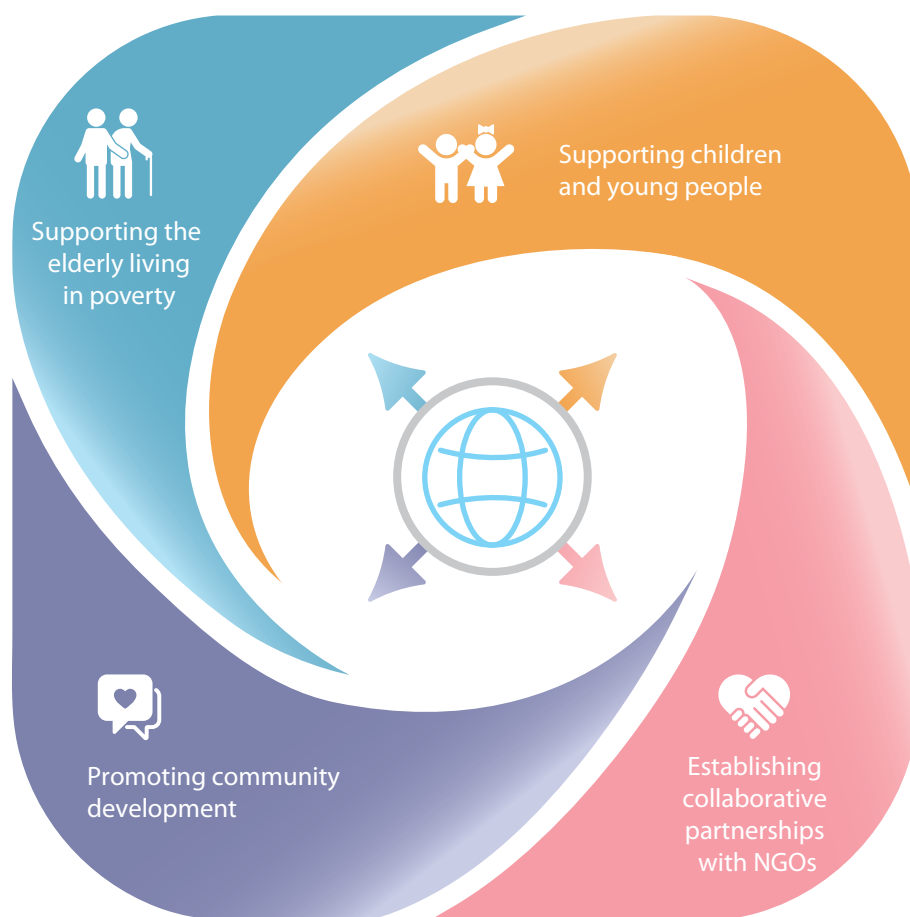 Supporting the
elderly living
in poverty
Supporting children
and young people
Promoting community
development
Establishing
collaborative
partnerships
with NGOs